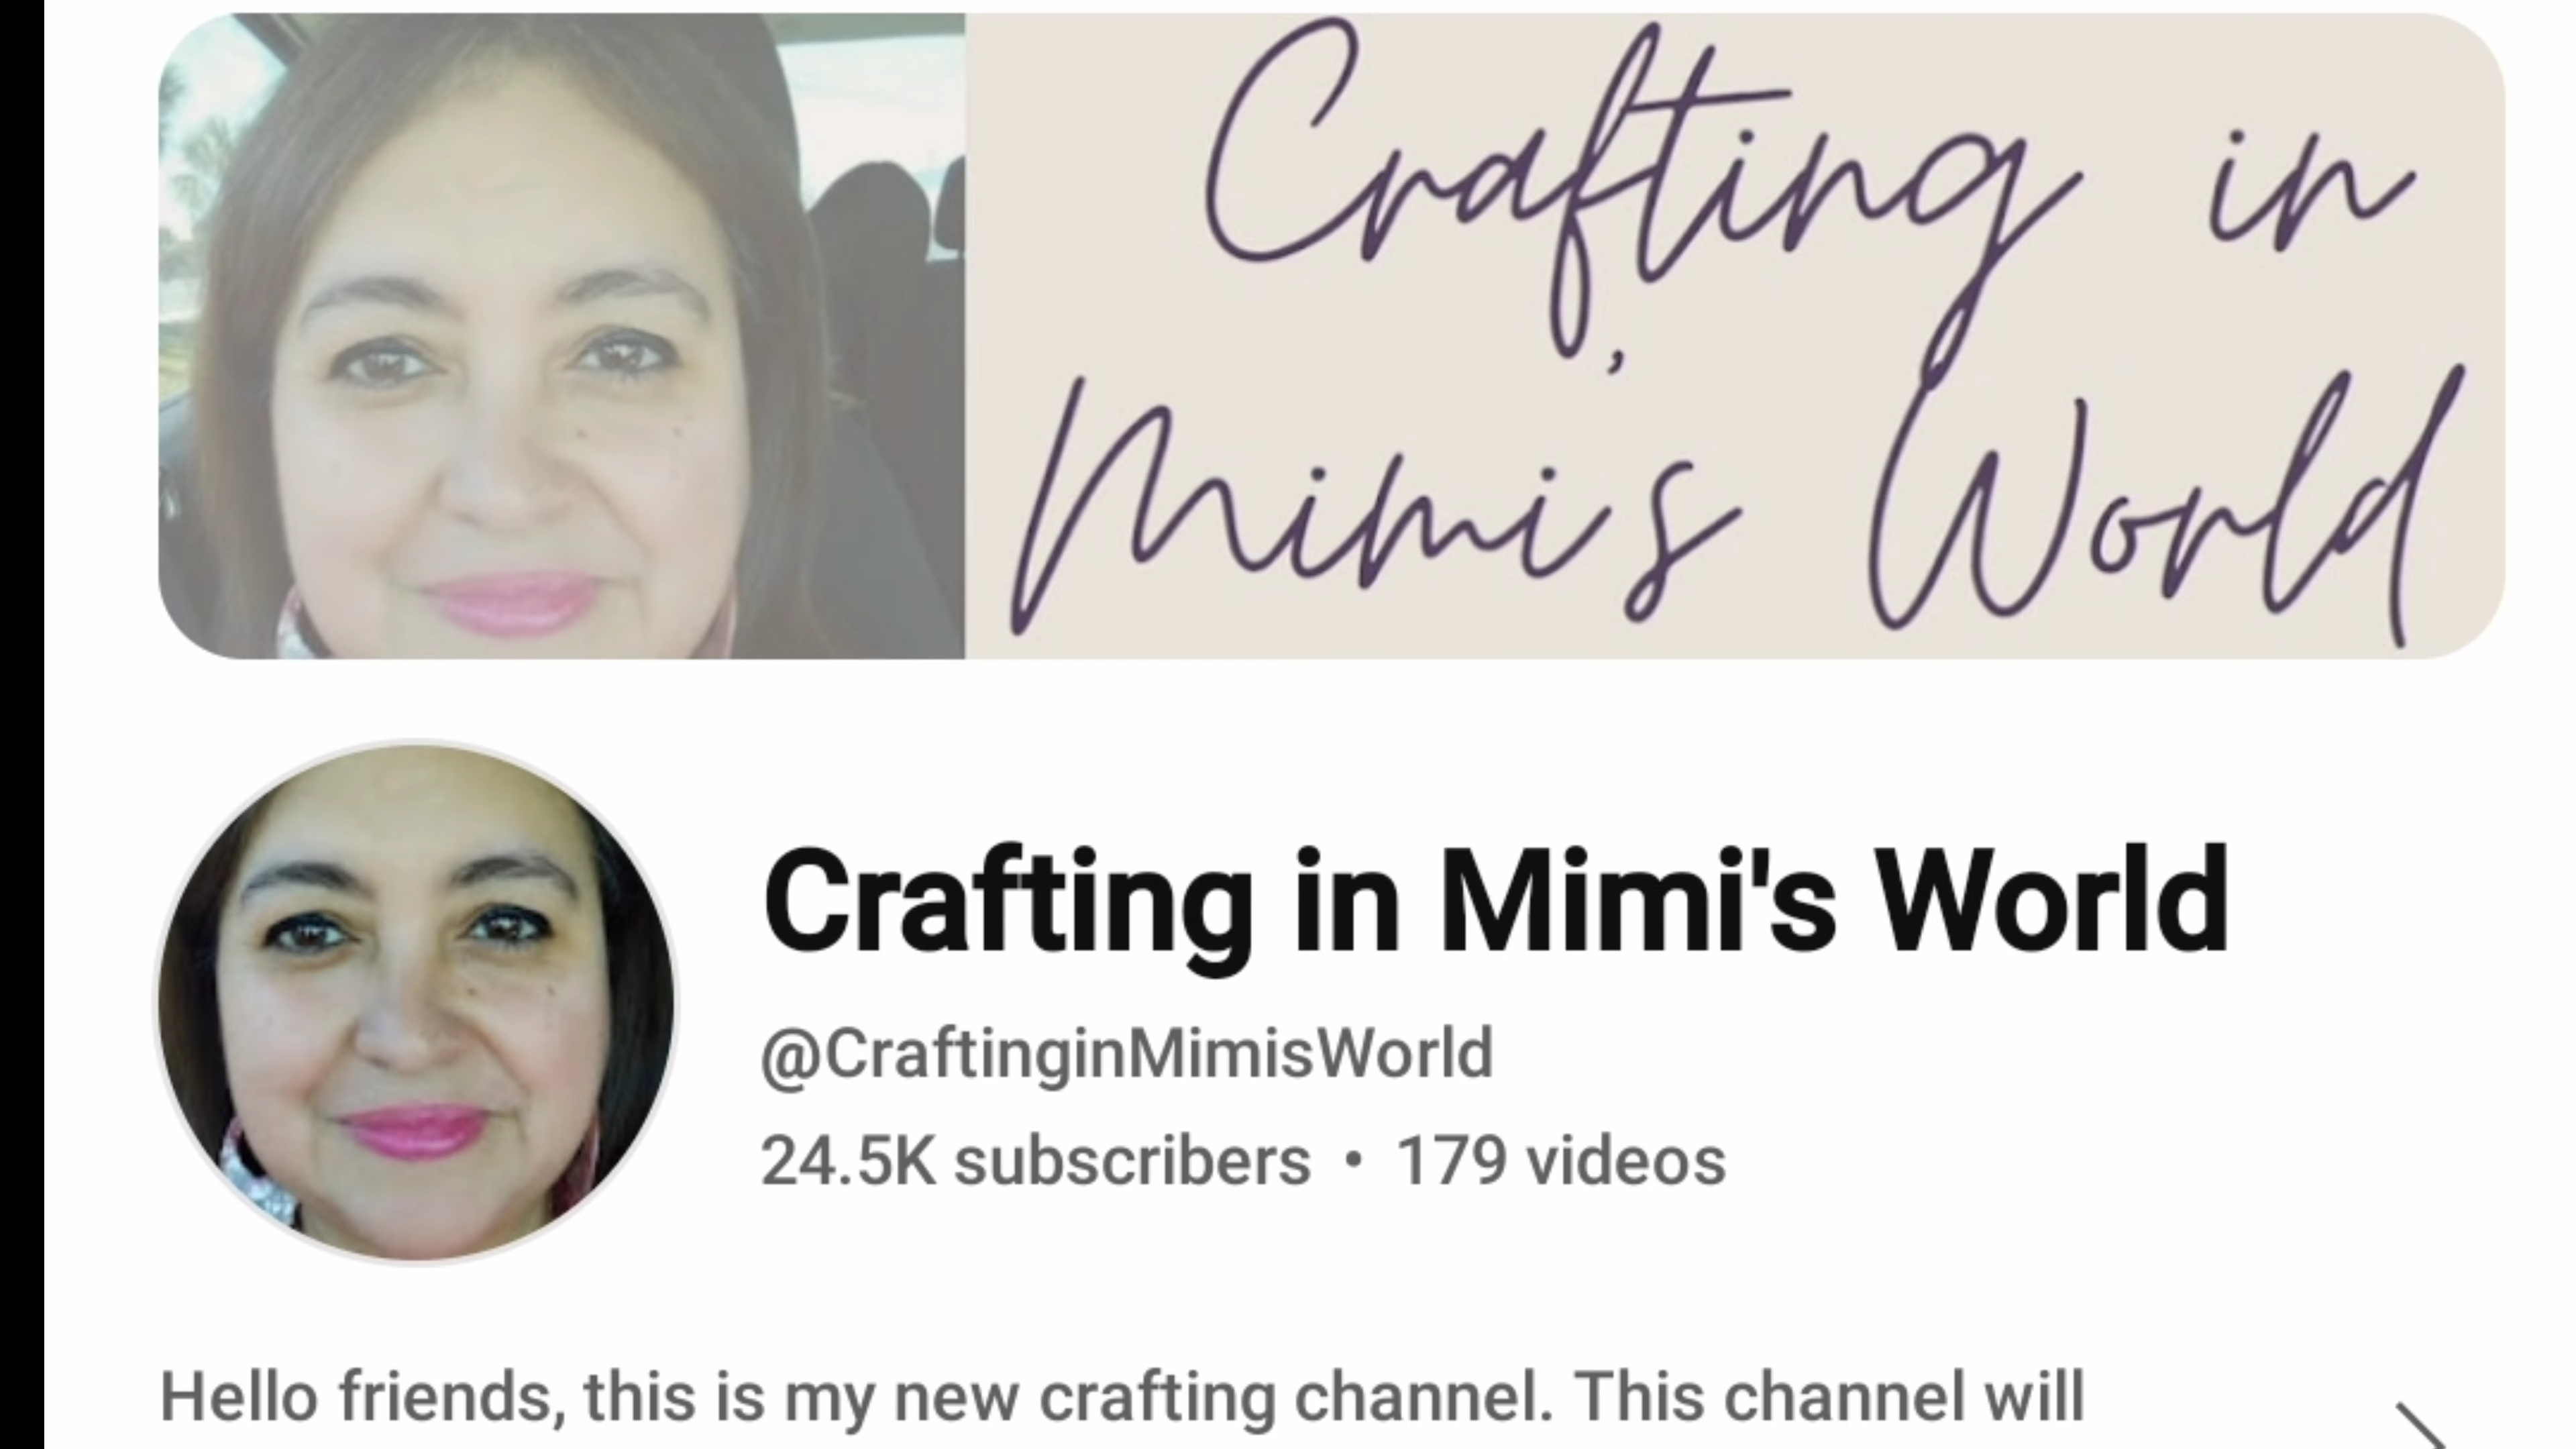 Crafting in
Mimi's World
Crafting in Mimi's World
@CraftinginMimisWorld
24.5K subscribers • 179 videos
Hello friends, this is my new crafting channel. This channel will